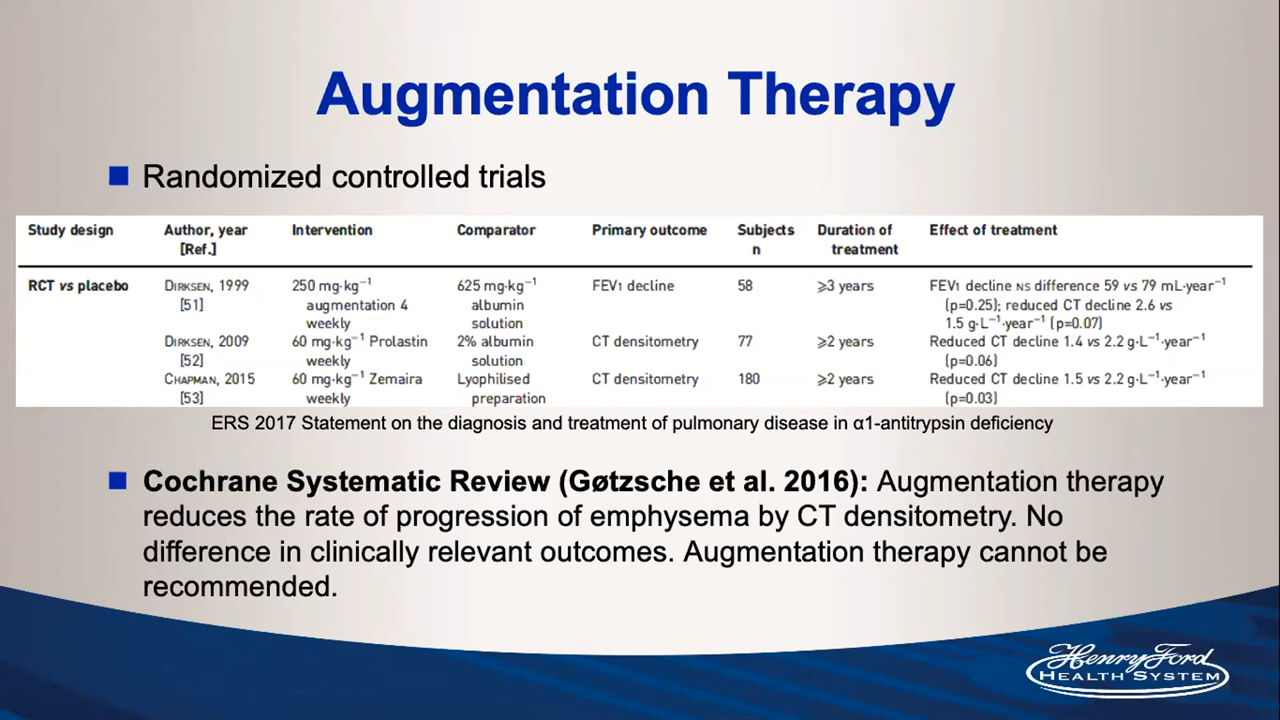 Augmentation Therapy
Randomized controlled trials
Study design Author, year [Ref.] Intervention Comparator Primary outcome Subjects n Duration of treatment Effect of treatment
RCT vs placebo DIRKSEN, 1999 [51] 250 mg·kg⁻¹ augmentation 4 weekly 625 mg·kg⁻¹ albumin solution FEV1 decline 58 ⩾3 years FEV1 decline NS difference 59 vs 79 mL·year⁻¹ (p=0.25); reduced CT decline 2.6 vs 1.5 g·L⁻¹·year⁻¹ (p=0.07)
DIRKSEN, 2009 [52] 60 mg·kg⁻¹ Prolastin weekly 2% albumin solution CT densitometry 77 ⩾2 years Reduced CT decline 1.4 vs 2.2 g·L⁻¹·year⁻¹ (p=0.06)
CHAPMAN, 2015 [53] 60 mg·kg⁻¹ Zemaira weekly Lyophilised preparation CT densitometry 180 ⩾2 years Reduced CT decline 1.5 vs 2.2 g·L⁻¹·year⁻¹ (p=0.03)
ERS 2017 Statement on the diagnosis and treatment of pulmonary disease in α1-antitrypsin deficiency
Cochrane Systematic Review (Gøtzsche et al. 2016): Augmentation therapy
reduces the rate of progression of emphysema by CT densitometry. No
difference in clinically relevant outcomes. Augmentation therapy cannot be
recommended.
Henry Ford
HEALTH SYSTEM